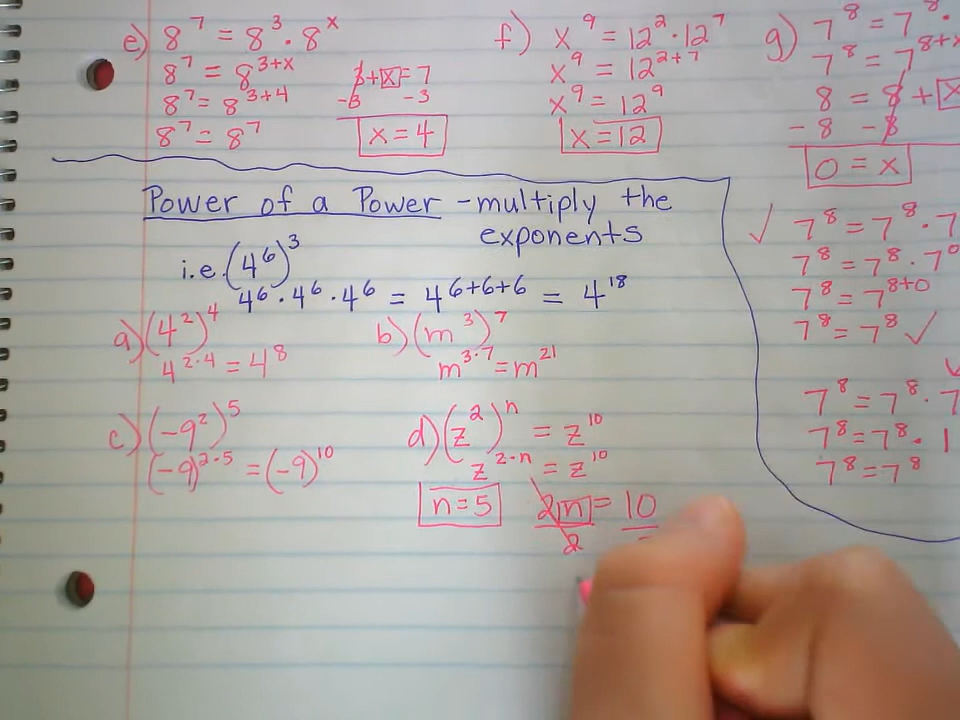 e) 8^7 = 8^3 · 8^x
8^7 = 8^(3+x)
8^7 = 8^(3+4)
8^7 = 8^7
3+x=7
-3 -3
x=4
f) x^9 = 12^2 · 12^7
x^9 = 12^(2+7)
x^9 = 12^9
x=12
g) 7^8 = 7^8 ·
7^8 = 7^(8+x
8 = 8 + x
-8 -8
0 = x
Power of a Power - multiply the
exponents
i.e. (4^6)^3
4^6 · 4^6 · 4^6 = 4^(6+6+6) = 4^18
a) (4^2)^4
4^(2·4) = 4^8
b) (m^3)^7
m^(3·7) = m^21
c) (-9^2)^5
(-9)^(2·5) = (-9)^10
d) (z^2)^n = z^10
z^(2·n) = z^10
n=5
2n = 10
2
✓ 7^8 = 7^8 · 7
7^8 = 7^8 · 7^0
7^8 = 7^(8+0)
7^8 = 7^8 ✓
7^8 = 7^8 · 7
7^8 = 7^8 · 1
7^8 = 7^8